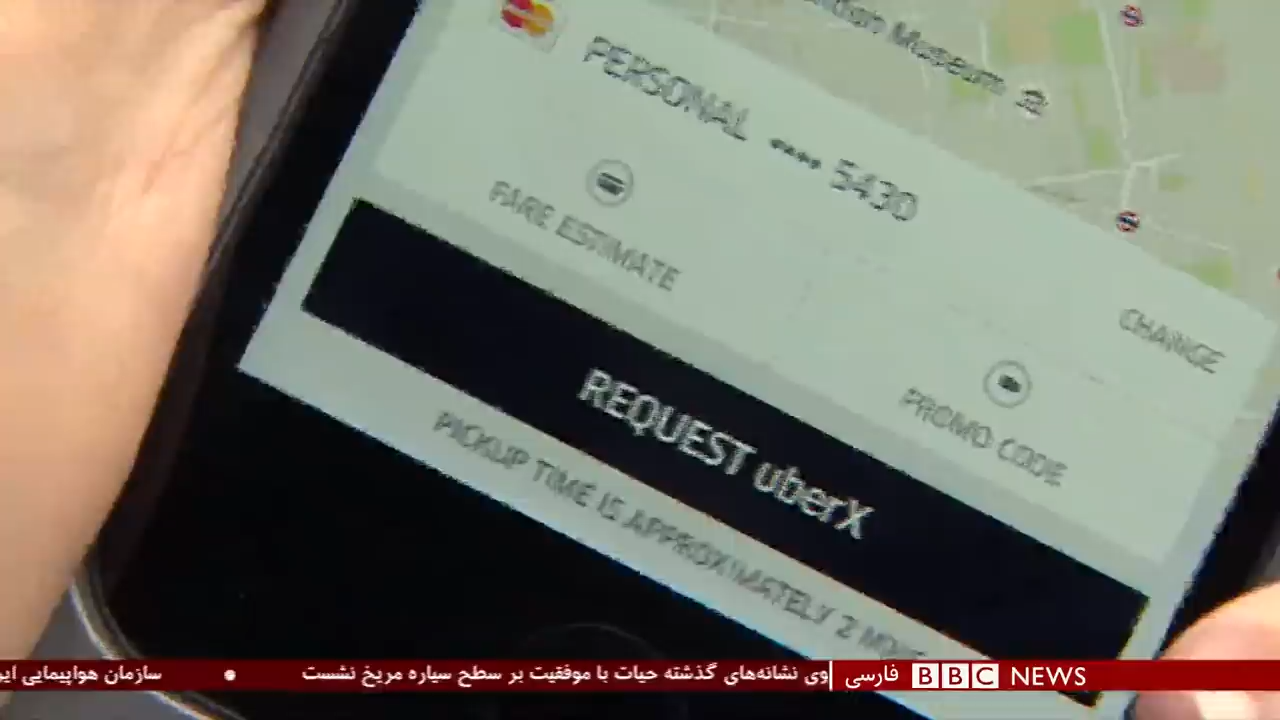 Museum
PERSONAL •••• 5430
CHANGE
FARE ESTIMATE
PROMO CODE
REQUEST uberX
PICKUP TIME IS APPROXIMATELY 2 MINS
وی نشانه‌های گذشته حیات با موفقیت بر سطح سیاره مریخ نشست • سازمان هواپیمایی
BBC NEWS فارسی